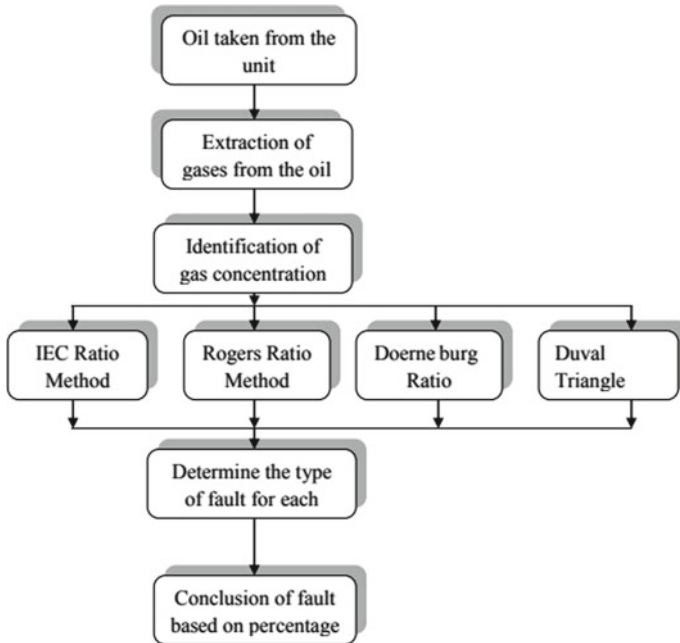 Oil taken from the
unit
Extraction of
gases from the oil
Identification of
gas concentration
IEC Ratio
Method
Rogers Ratio
Method
Doerne burg
Ratio
Duval
Triangle
Determine the type
of fault for each
Conclusion of fault
based on percentage